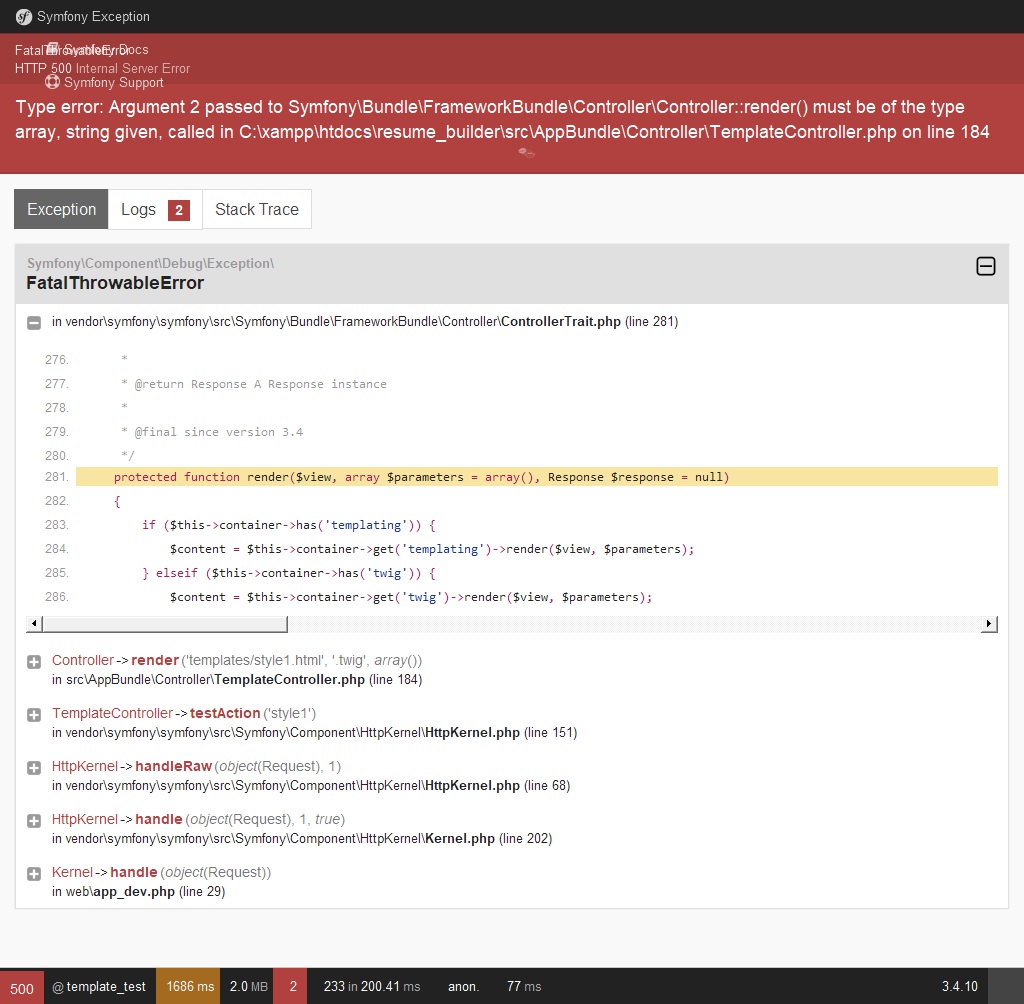 Symfony Exception
FatalThrowableError
Symfony Docs
HTTP 500 Internal Server Error
Symfony Support
Type error: Argument 2 passed to Symfony\Bundle\FrameworkBundle\Controller\Controller::render() must be of the type
array, string given, called in C:\xampp\htdocs\resume_builder\src\AppBundle\Controller\TemplateController.php on line 184
Exception Logs 2 Stack Trace
Symfony\Component\Debug\Exception\
FatalThrowableError
in vendor\symfony\symfony\src\Symfony\Bundle\FrameworkBundle\Controller\ControllerTrait.php (line 281)
276. *
277. * @return Response A Response instance
278. *
279. * @final since version 3.4
280. */
281. protected function render($view, array $parameters = array(), Response $response = null)
282. {
283. if ($this->container->has('templating')) {
284. $content = $this->container->get('templating')->render($view, $parameters);
285. } elseif ($this->container->has('twig')) {
286. $content = $this->container->get('twig')->render($view, $parameters);
Controller->render('templates/style1.html', '.twig', array())
in src\AppBundle\Controller\TemplateController.php (line 184)
TemplateController->testAction('style1')
in vendor\symfony\symfony\src\Symfony\Component\HttpKernel\HttpKernel.php (line 151)
HttpKernel->handleRaw(object(Request), 1)
in vendor\symfony\symfony\src\Symfony\Component\HttpKernel\HttpKernel.php (line 68)
HttpKernel->handle(object(Request), 1, true)
in vendor\symfony\symfony\src\Symfony\Component\HttpKernel\Kernel.php (line 202)
Kernel->handle(object(Request))
in web\app_dev.php (line 29)
500 @ template_test 1686 ms 2.0 MB 2 233 in 200.41 ms anon. 77 ms 3.4.10